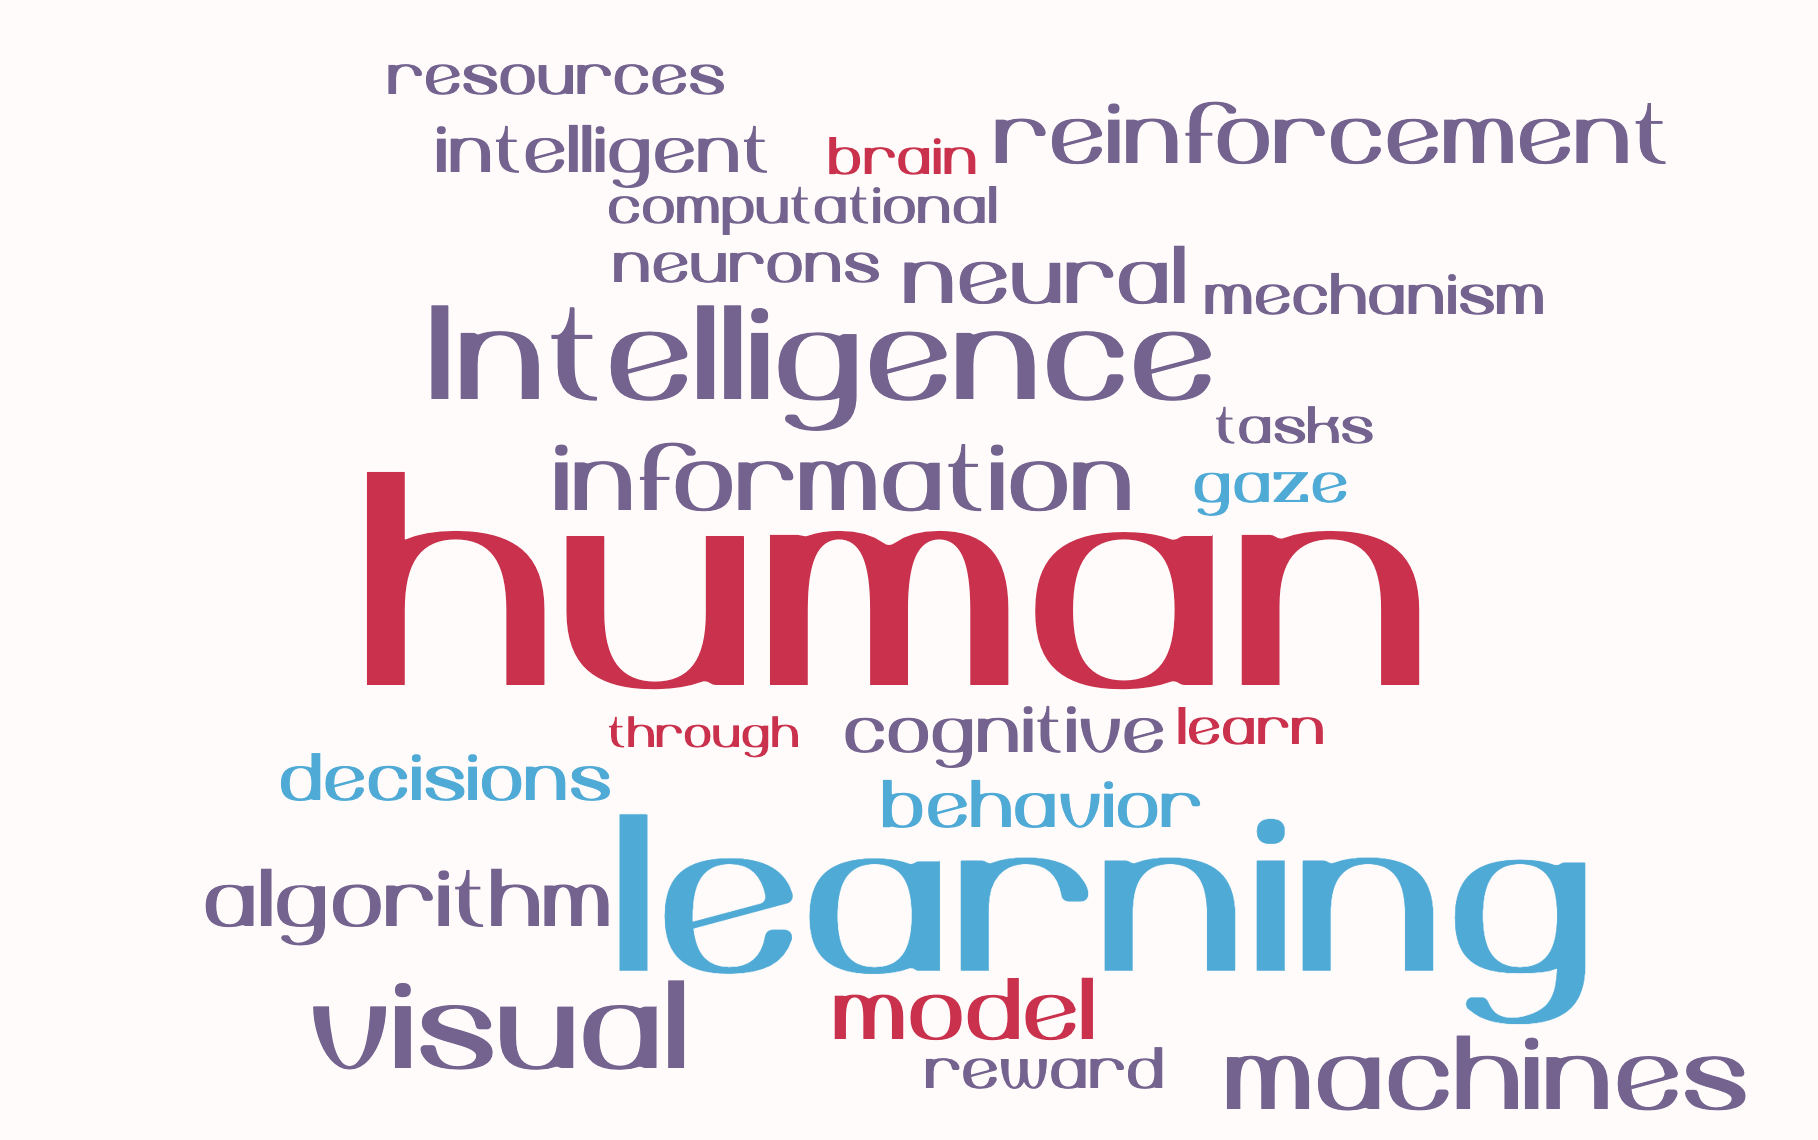 resources
intelligent brain reinforcement
computational
neurons neural mechanism
Intelligence
tasks
information gaze
human
through cognitive learn
decisions behavior
algorithm learning
visual model
reward machines